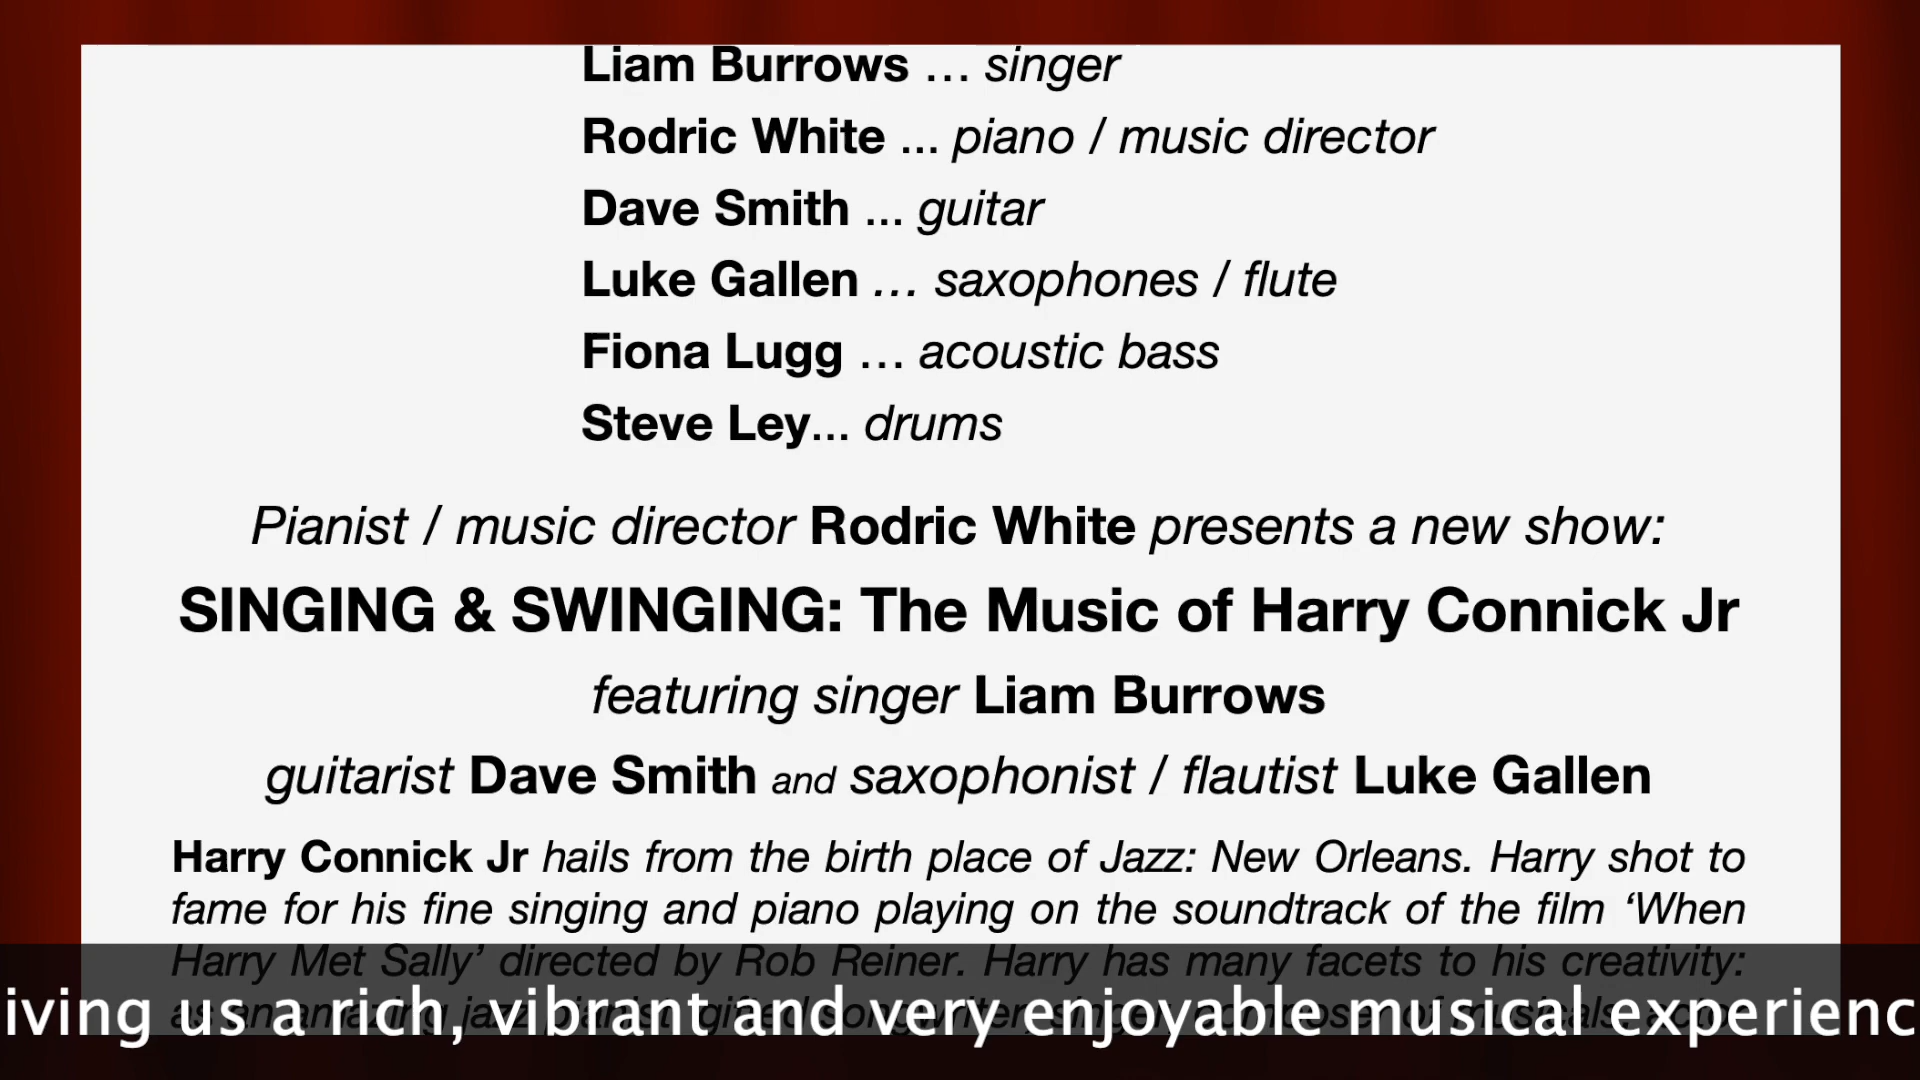 Liam Burrows … singer
Rodric White ... piano / music director
Dave Smith ... guitar
Luke Gallen … saxophones / flute
Fiona Lugg … acoustic bass
Steve Ley... drums
Pianist / music director Rodric White presents a new show:
SINGING & SWINGING: The Music of Harry Connick Jr
featuring singer Liam Burrows
guitarist Dave Smith and saxophonist / flautist Luke Gallen
Harry Connick Jr hails from the birth place of Jazz: New Orleans. Harry shot to
fame for his fine singing and piano playing on the soundtrack of the film ‘When
Harry Met Sally’ directed by Rob Reiner. Harry has many facets to his creativity:
iving us a rich, vibrant and very enjoyable musical experienc